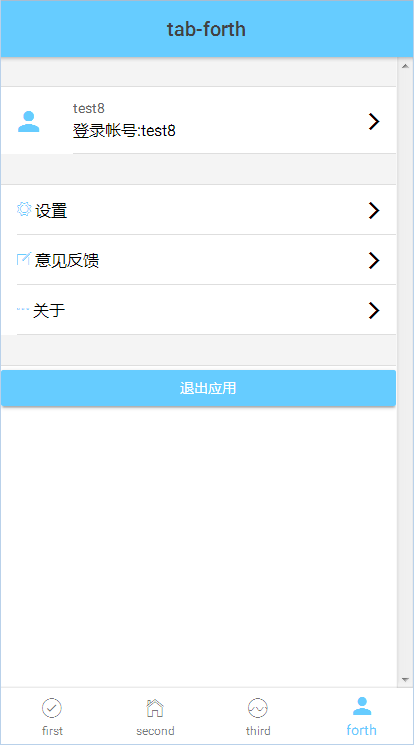 tab-forth
test8
登录帐号:test8
设置
意见反馈
关于
退出应用
first
second
third
forth